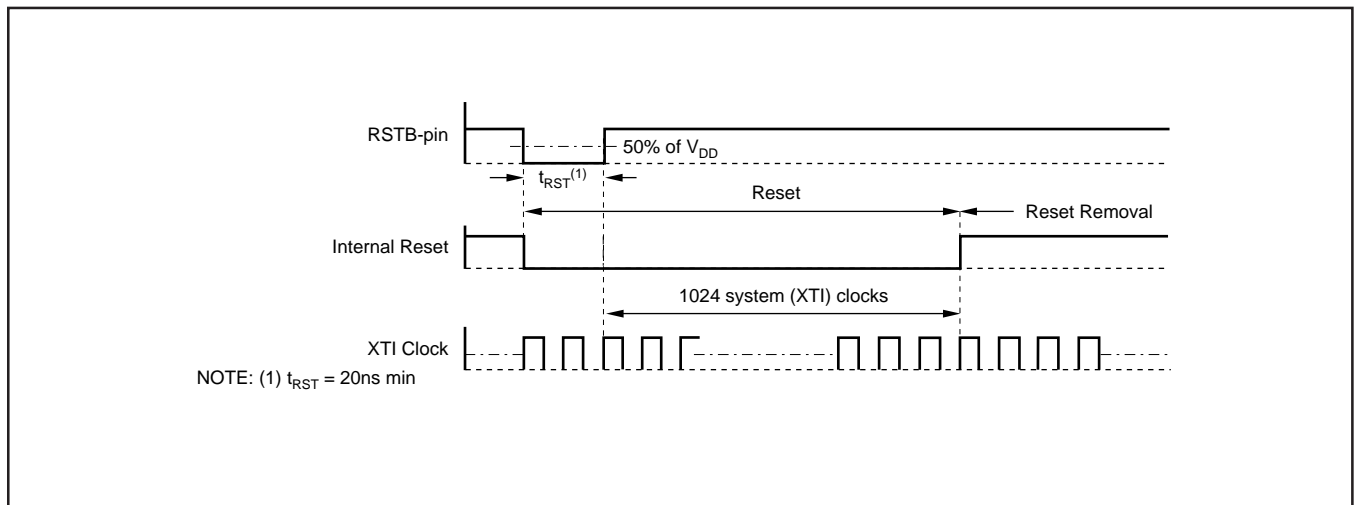 RSTB-pin
50% of VDD
tRST(1)
Reset
Reset Removal
Internal Reset
1024 system (XTI) clocks
XTI Clock
NOTE: (1) tRST = 20ns min